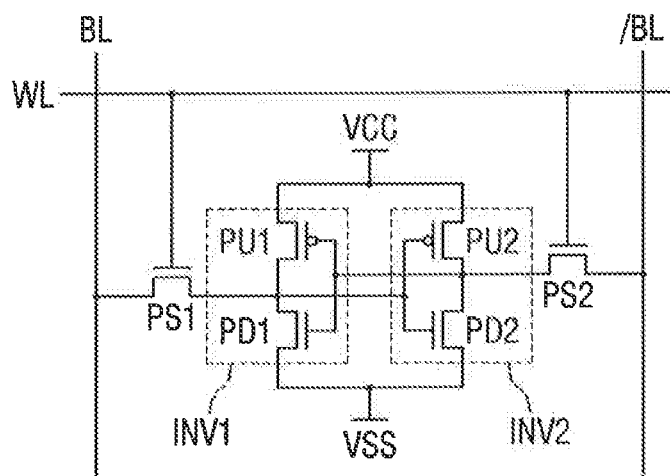 BL
/BL
WL
VCC
PU1
PU2
PS1
PS2
PD1
PD2
INV1
VSS
INV2